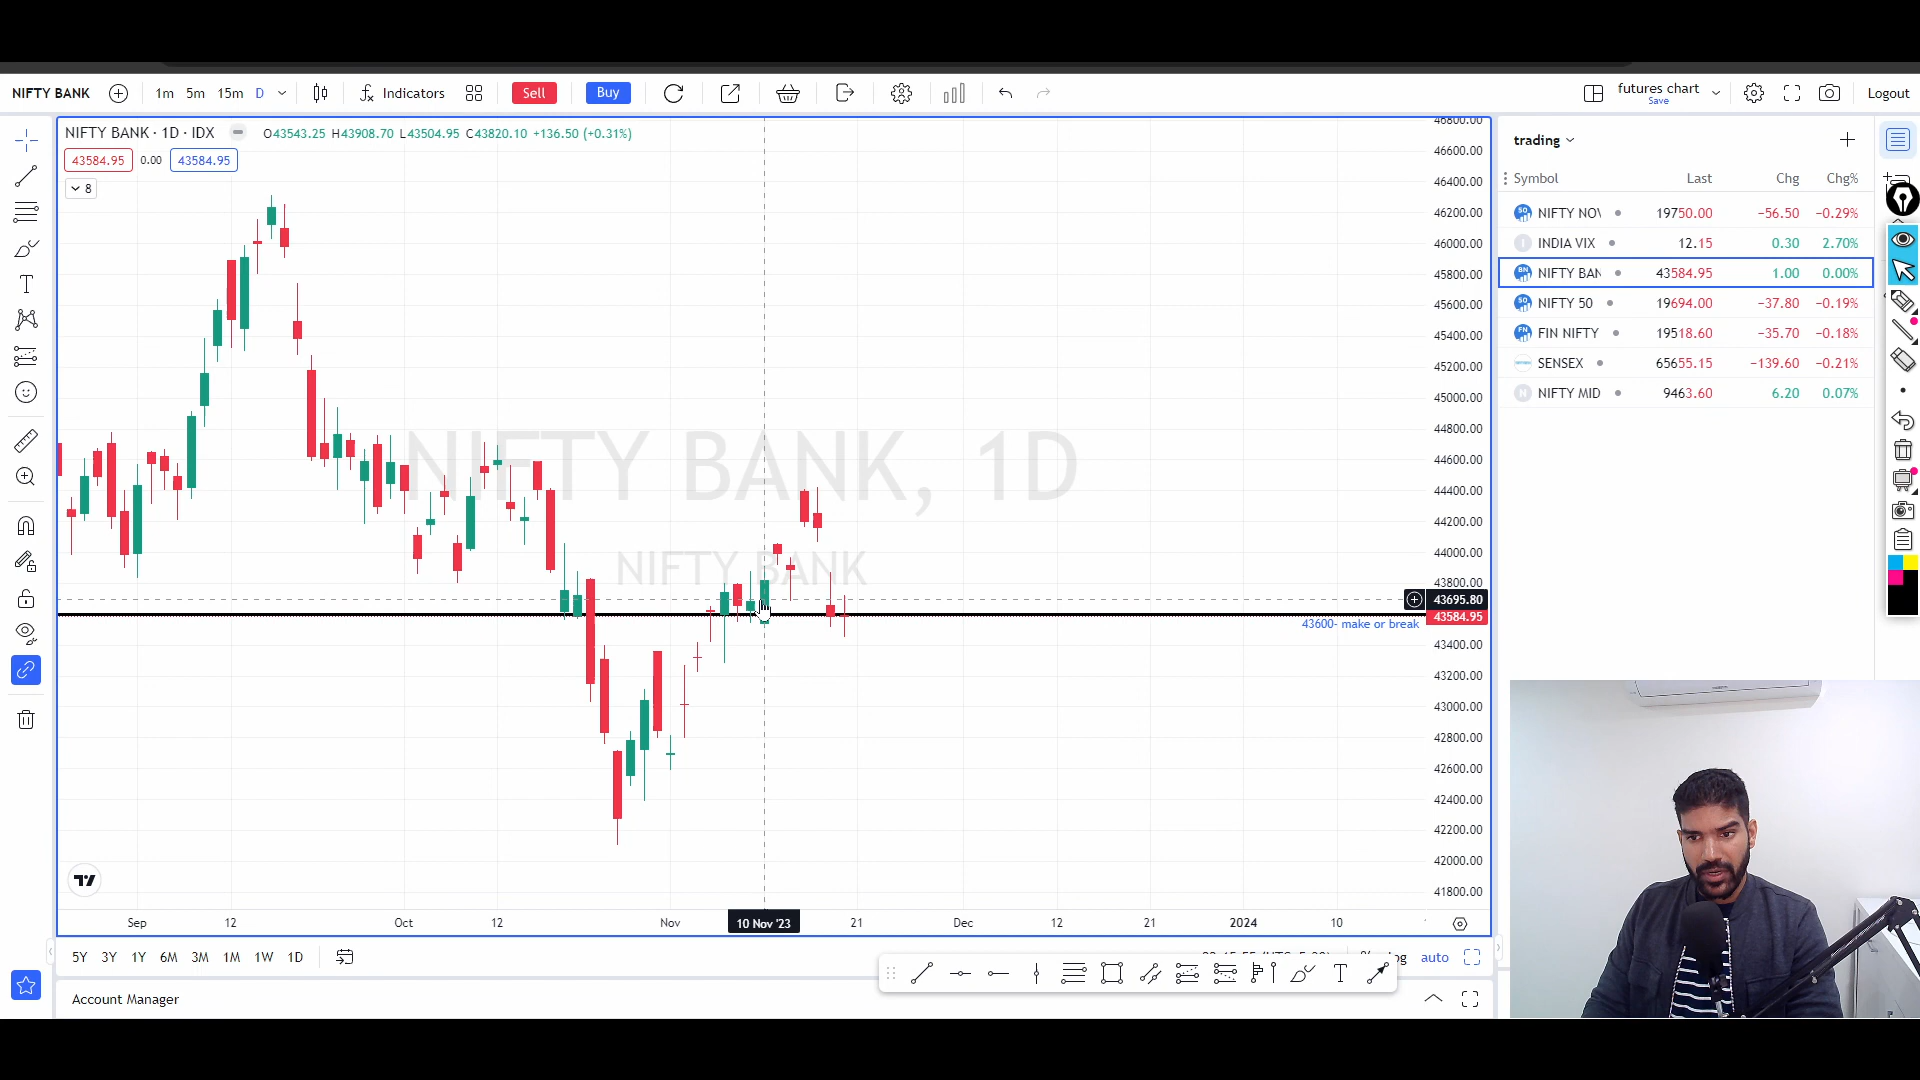 NIFTY BANK 1m 5m 15m D Indicators Sell Buy futures chart Save Logout
NIFTY BANK · 1D · IDX O43543.25 H43908.70 L43504.95 C43820.10 +136.50 (+0.31%)
43584.95 0.00 43584.95
8
NIFTY BANK, 1D
NIFTY BANK
46800.00
46600.00
46400.00
46200.00
46000.00
45800.00
45600.00
45400.00
45200.00
45000.00
44800.00
44600.00
44400.00
44200.00
44000.00
43800.00
43695.80
43584.95
43600- make or break
43400.00
43200.00
43000.00
42800.00
42600.00
42400.00
42200.00
42000.00
41800.00
Sep 12 Oct 12 Nov 10 Nov '23 21 Dec 12 21 2024 10
5Y 3Y 1Y 6M 3M 1M 1W 1D auto
Account Manager
trading
Symbol Last Chg Chg%
NIFTY NOV 19750.00 −56.50 −0.29%
INDIA VIX 12.15 0.30 2.70%
NIFTY BAN 43584.95 1.00 0.00%
NIFTY 50 19694.00 −37.80 −0.19%
FIN NIFTY 19518.60 −35.70 −0.18%
SENSEX 65655.15 −139.60 −0.21%
NIFTY MID 9463.60 6.20 0.07%